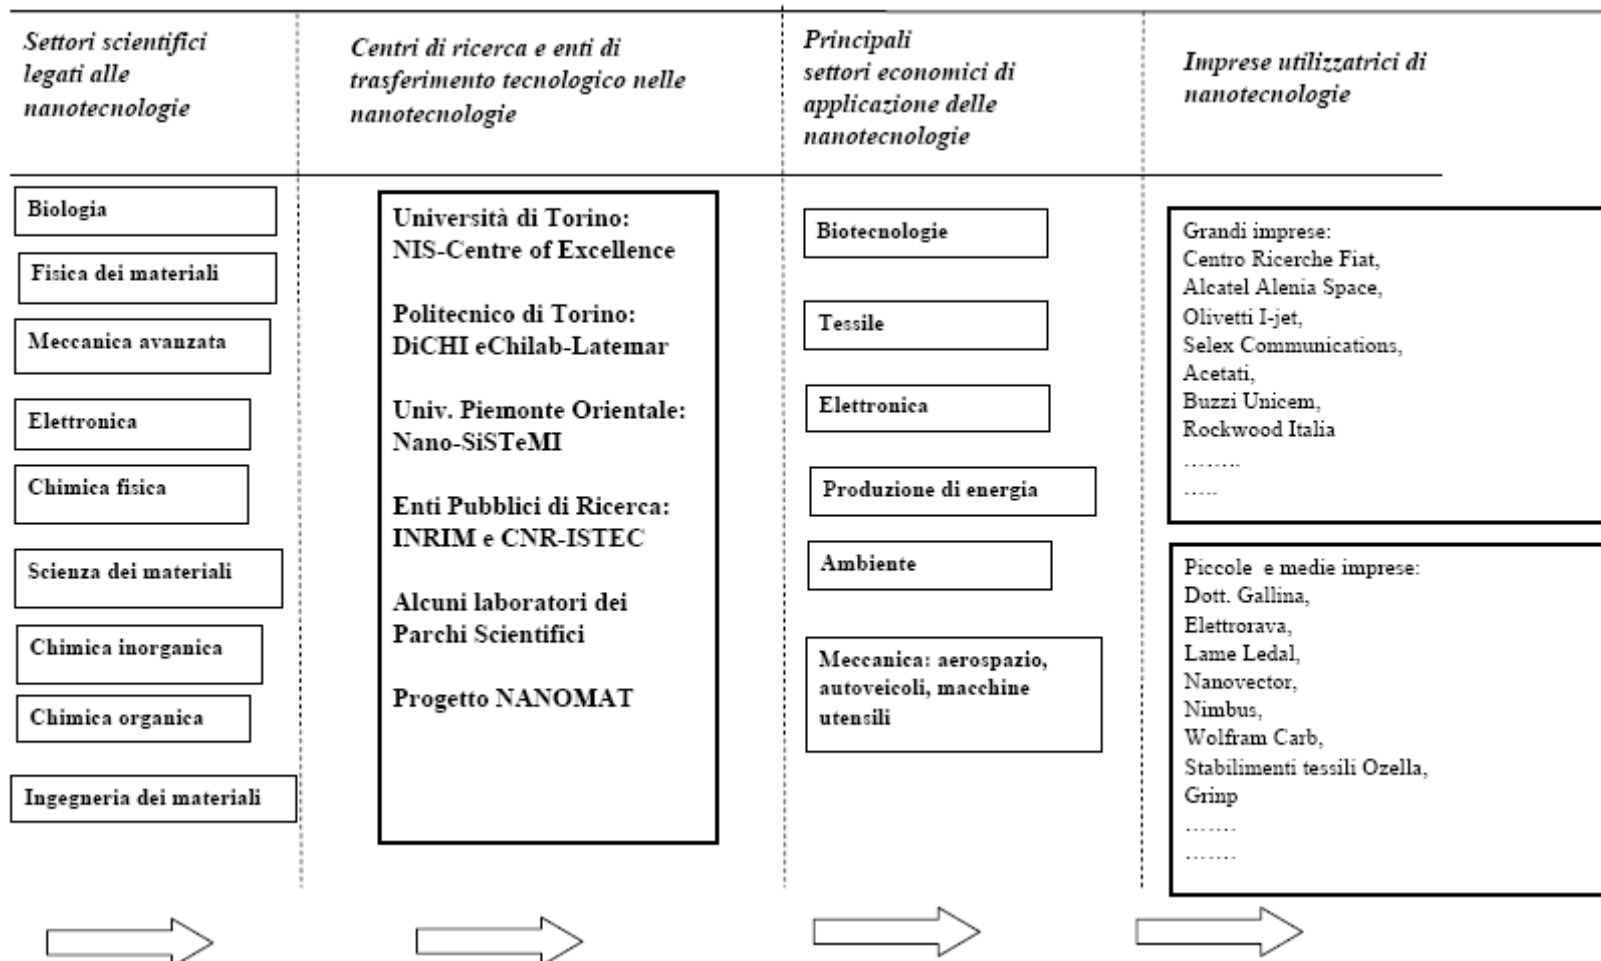 Settori scientifici
legati alle
nanotecnologie
Centri di ricerca e enti di
trasferimento tecnologico nelle
nanotecnologie
Principali
settori economici di
applicazione delle
nanotecnologie
Imprese utilizzatrici di
nanotecnologie
Biologia
Fisica dei materiali
Meccanica avanzata
Elettronica
Chimica fisica
Scienza dei materiali
Chimica inorganica
Chimica organica
Ingegneria dei materiali
Università di Torino:
NIS-Centre of Excellence
Politecnico di Torino:
DiCHI eChilab-Latemar
Univ. Piemonte Orientale:
Nano-SiSTeMI
Enti Pubblici di Ricerca:
INRIM e CNR-ISTEC
Alcuni laboratori dei
Parchi Scientifici
Progetto NANOMAT
Biotecnologie
Tessile
Elettronica
Produzione di energia
Ambiente
Meccanica: aerospazio,
autoveicoli, macchine
utensili
Grandi imprese:
Centro Ricerche Fiat,
Alcatel Alenia Space,
Olivetti I-jet,
Selex Communications,
Acetati,
Buzzi Unicem,
Rockwood Italia
........
.....
Piccole e medie imprese:
Dott. Gallina,
Elettrorava,
Lame Ledal,
Nanovector,
Nimbus,
Wolfram Carb,
Stabilimenti tessili Ozella,
Grinp
.......
.......